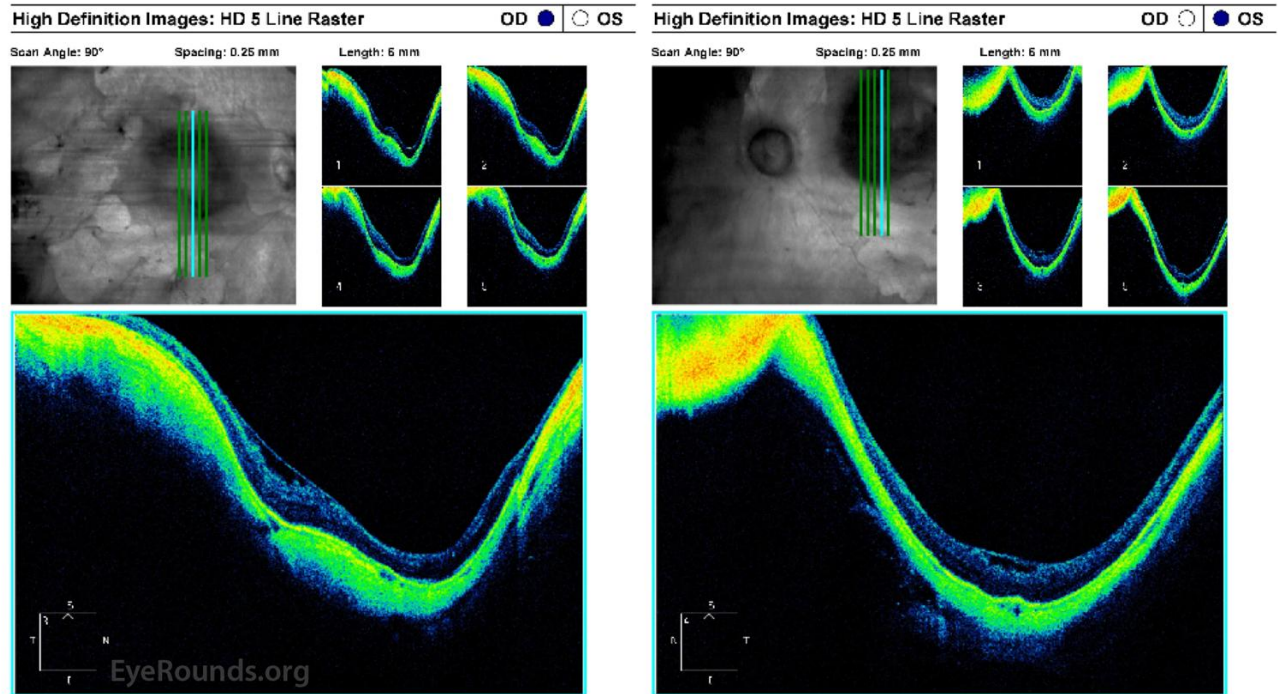 High Definition Images: HD 5 Line Raster OD OS
Scan Angle: 90° Spacing: 0.25 mm Length: 6 mm
1 2
4 5
3
S
T N
I
EyeRounds.org
High Definition Images: HD 5 Line Raster OD OS
Scan Angle: 90° Spacing: 0.25 mm Length: 6 mm
1 2
3 5
4
S
T
I